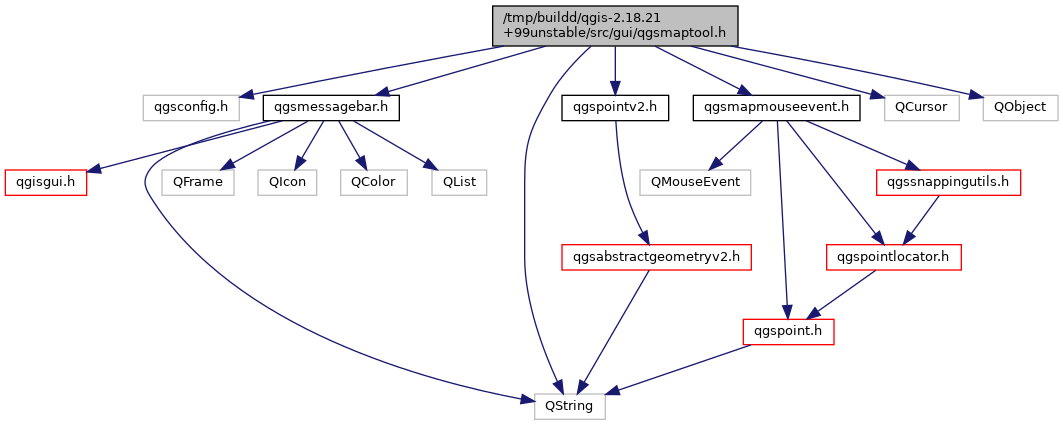 /tmp/buildd/qgis-2.18.21
+99unstable/src/gui/qgsmaptool.h
qgsconfig.h
qgsmessagebar.h
qgspointv2.h
qgsmapmouseevent.h
QCursor
QObject
qgisgui.h
QFrame
QIcon
QColor
QList
QMouseEvent
qgssnappingutils.h
qgsabstractgeometryv2.h
qgspointlocator.h
qgspoint.h
QString